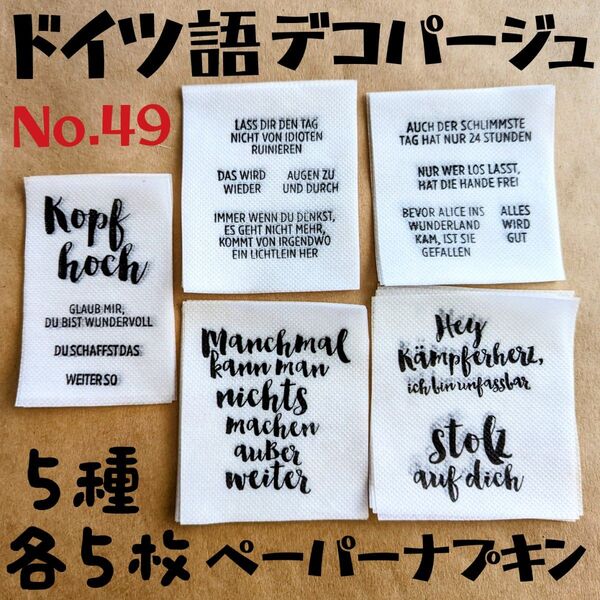 ドイツ語デコパージュ
No.49
LASS DIR DEN TAG
NICHT VON IDIOTEN
RUINIEREN
DAS WIRD
WIEDER
AUGEN ZU
UND DURCH
IMMER WENN DU DENKST,
ES GEHT NICHT MEHR,
KOMMT VON IRGENDWO
EIN LICHTLEIN HER
AUCH DER SCHLIMMSTE
TAG HAT NUR 24 STUNDEN
NUR WER LOS LASST,
HAT DIE HANDE FREI
BEVOR ALICE INS
WUNDERLAND
KAM, IST SIE
GEFALLEN
ALLES
WIRD
GUT
Kopf
hoch
GLAUB MIR,
DU BIST WUNDERVOLL
DU SCHAFFST DAS
WEITER SO
Manchmal
kann man
nichts
machen
außer
weiter
Hey
Kämpferherz,
ich bin unfassbar
stolz
auf dich
5種
各5枚ペーパーナプキン